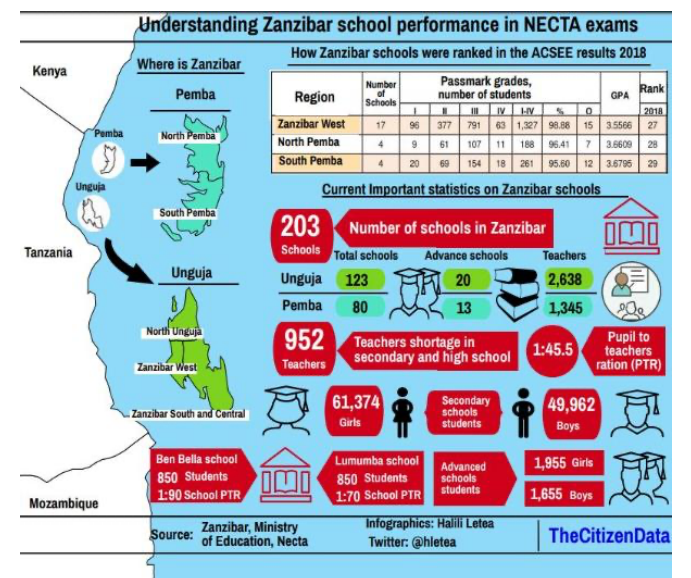 Understanding Zanzibar school performance in NECTA exams
Kenya
Where is Zanzibar
Pemba
Pemba
North Pemba
South Pemba
Unguja
Tanzania
Unguja
North Unguja
Zanzibar West
Zanzibar South and Central
Mozambique
How Zanzibar schools were ranked in the ACSEE results 2018
Region Number of Schools Passmark grades, number of students GPA Rank
I II III IV I-IV % O 2018
Zanzibar West 17 96 377 791 63 1,327 98.88 15 3.5566 27
North Pemba 4 9 61 107 11 188 96.41 7 3.6609 28
South Pemba 4 20 69 154 18 261 95.60 12 3.6795 29
Current Important statistics on Zanzibar schools
203 Schools
Number of schools in Zanzibar
Total schools Advance schools Teachers
Unguja 123 20 2,638
Pemba 80 13 1,345
952 Teachers
Teachers shortage in
secondary and high school
1:45.5
Pupil to
teachers
ration (PTR)
61,374
Girls
Secondary
schools
students
49,962
Boys
Ben Bella school
850 Students
1:90 School PTR
Lumumba school
850 Students
1:70 School PTR
Advanced
schools
students
1,955 Girls
1,655 Boys
Source: Zanzibar, Ministry
of Education, Necta
Infographics: Halili Letea
Twitter: @hletea
TheCitizenData